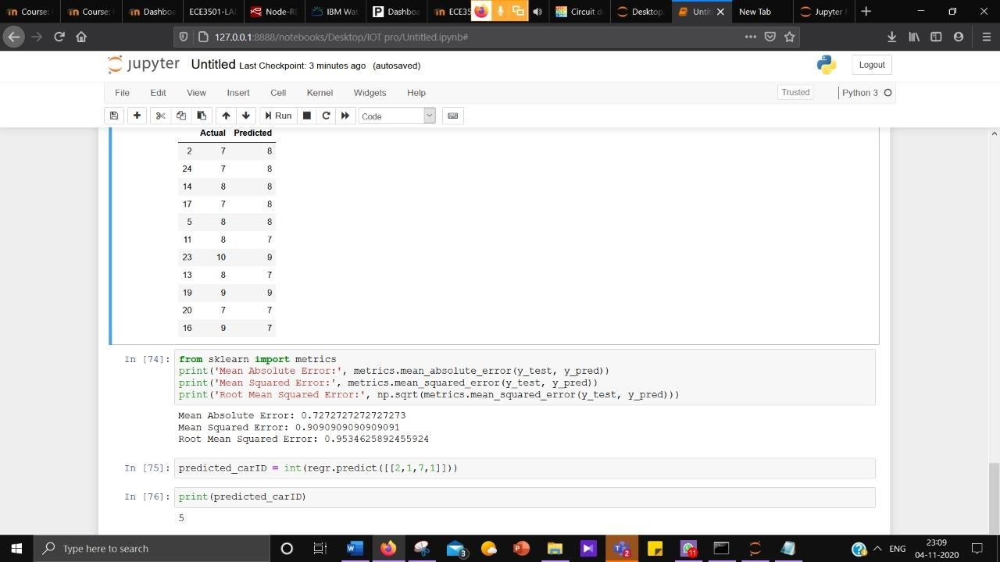 Course:
Course:
Dashboa
ECE3501-LA
Node-RE
IBM Wat
Dashboa
ECE35
Circuit d
Desktop
Untit
New Tab
Jupyter
127.0.0.1:8888/notebooks/Desktop/IOT pro/Untitled.ipynb#
jupyter Untitled Last Checkpoint: 3 minutes ago (autosaved)
Logout
File Edit View Insert Cell Kernel Widgets Help
Trusted Python 3
Run Code
Actual Predicted
2 7 8
24 7 8
14 8 8
17 7 8
5 8 8
11 8 7
23 10 9
13 8 7
19 9 9
20 7 7
16 9 7
In [74]: from sklearn import metrics
print('Mean Absolute Error:', metrics.mean_absolute_error(y_test, y_pred))
print('Mean Squared Error:', metrics.mean_squared_error(y_test, y_pred))
print('Root Mean Squared Error:', np.sqrt(metrics.mean_squared_error(y_test, y_pred)))
Mean Absolute Error: 0.7272727272727273
Mean Squared Error: 0.9090909090909091
Root Mean Squared Error: 0.9534625892455924
In [75]: predicted_carID = int(regr.predict([[2,1,7,1]]))
In [76]: print(predicted_carID)
5
Type here to search
3
2
11
ENG
23:09
04-11-2020